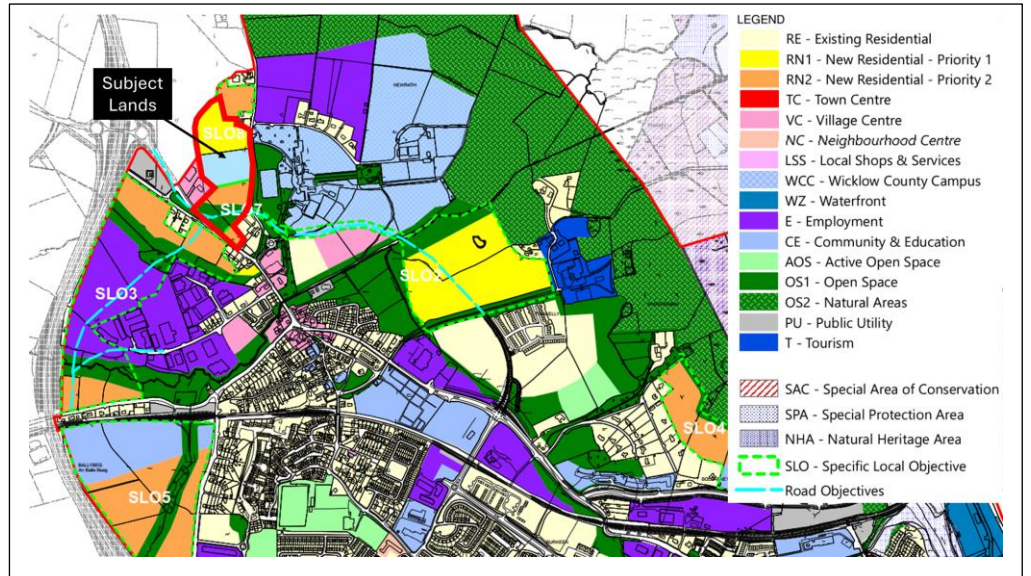 Subject
Lands
NEWRATH
SLO6
SLO7
SLO2
SLO3
SLO4
SLO5
LEGEND
RE - Existing Residential
RN1 - New Residential - Priority 1
RN2 - New Residential - Priority 2
TC - Town Centre
VC - Village Centre
NC - Neighbourhood Centre
LSS - Local Shops & Services
WCC - Wicklow County Campus
WZ - Waterfront
E - Employment
CE - Community & Education
AOS - Active Open Space
OS1 - Open Space
OS2 - Natural Areas
PU - Public Utility
T - Tourism
SAC - Special Area of Conservation
SPA - Special Protection Area
NHA - Natural Heritage Area
SLO - Specific Local Objective
Road Objectives